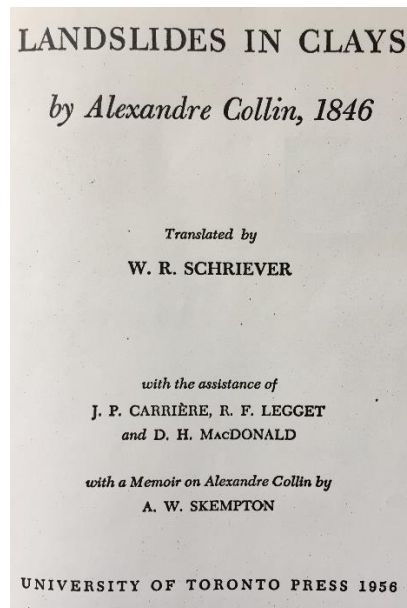 LANDSLIDES IN CLAYS
by Alexandre Collin, 1846
Translated by
W. R. SCHRIEVER
with the assistance of
J. P. CARRIÈRE, R. F. LEGGET
and D. H. MACDONALD
with a Memoir on Alexandre Collin by
A. W. SKEMPTON
UNIVERSITY OF TORONTO PRESS 1956